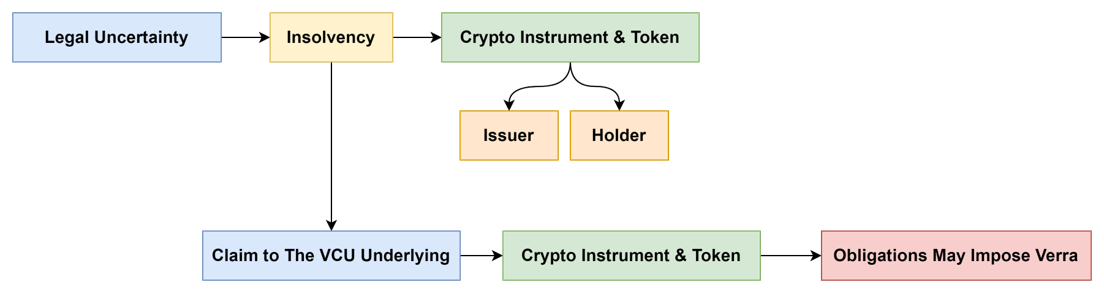 Legal Uncertainty
Insolvency
Crypto Instrument & Token
Issuer
Holder
Claim to The VCU Underlying
Crypto Instrument & Token
Obligations May Impose Verra